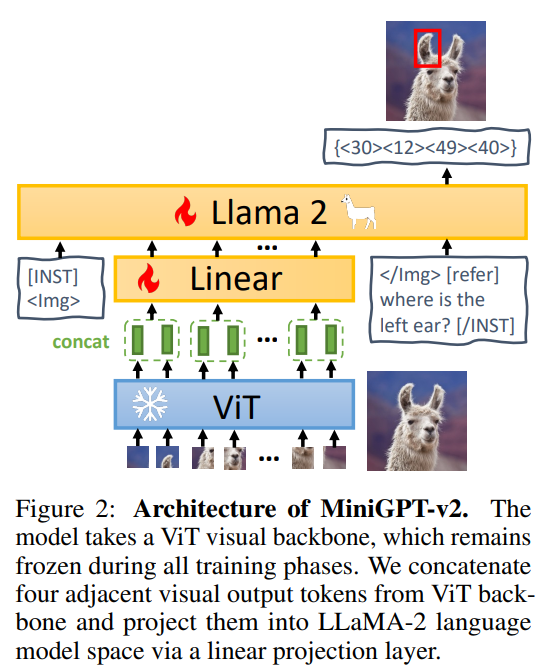 {<30><12><49><40>}
Llama 2
...
[INST]
<Img>
Linear
</Img> [refer]
where is the
left ear? [/INST]
concat
...
ViT
...
Figure 2: Architecture of MiniGPT-v2. The
model takes a ViT visual backbone, which remains
frozen during all training phases. We concatenate
four adjacent visual output tokens from ViT back-
bone and project them into LLaMA-2 language
model space via a linear projection layer.